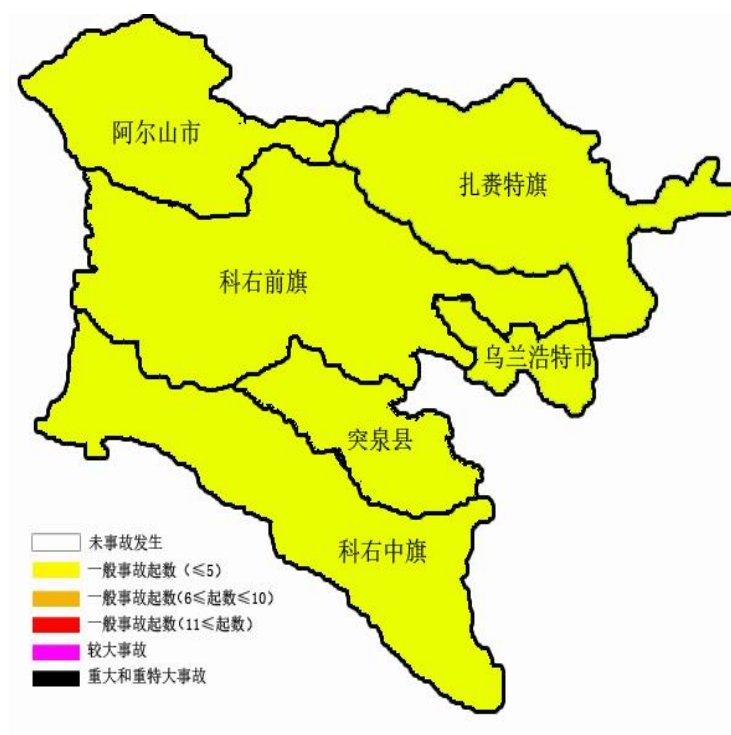 阿尔山市
扎赉特旗
科右前旗
乌兰浩特市
突泉县
科右中旗
未事故发生
一般事故起数（≤5）
一般事故起数(6≤起数≤10)
一般事故起数(11≤起数)
较大事故
重大和重特大事故